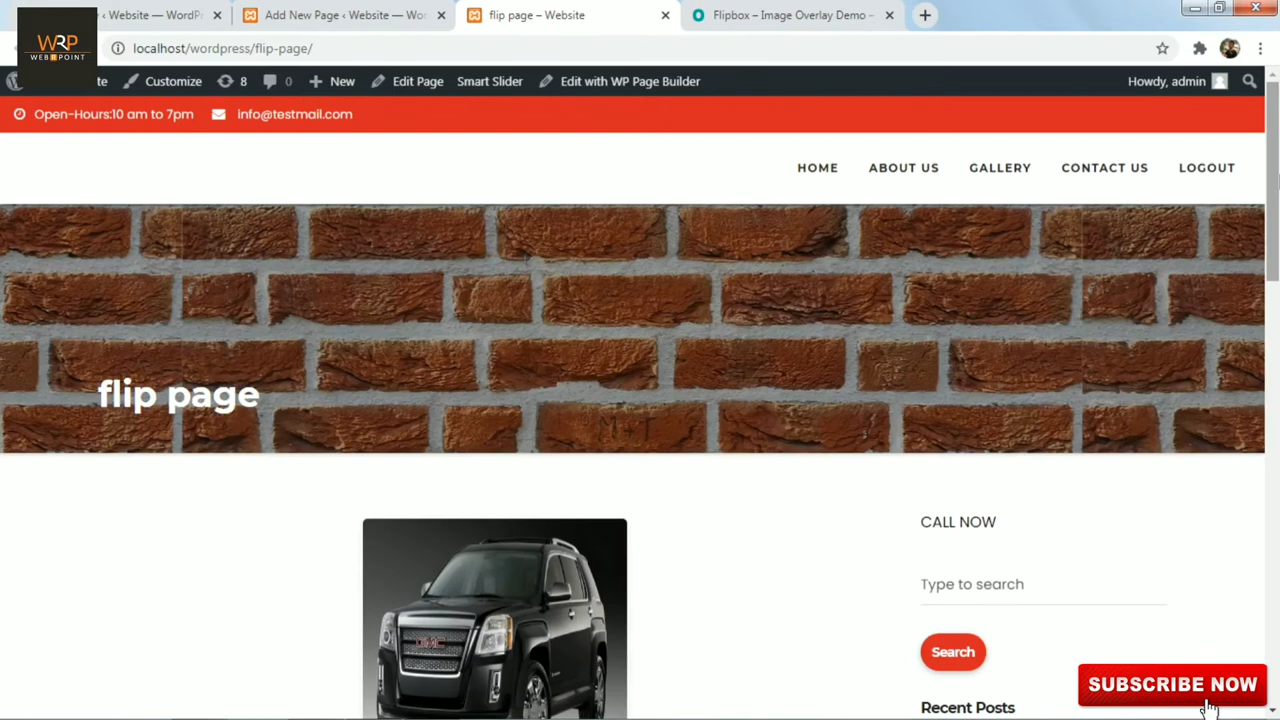 ‹ Website — WordPr
Add New Page ‹ Website — Wor
flip page – Website
Flipbox – Image Overlay Demo –
WRP
WEB R POINT
localhost/wordpress/flip-page/
te
Customize
8
0
New
Edit Page
Smart Slider
Edit with WP Page Builder
Howdy, admin
Open-Hours:10 am to 7pm
info@testmail.com
HOME
ABOUT US
GALLERY
CONTACT US
LOGOUT
flip page
CALL NOW
Type to search
GMC
Search
SUBSCRIBE NOW
Recent Posts